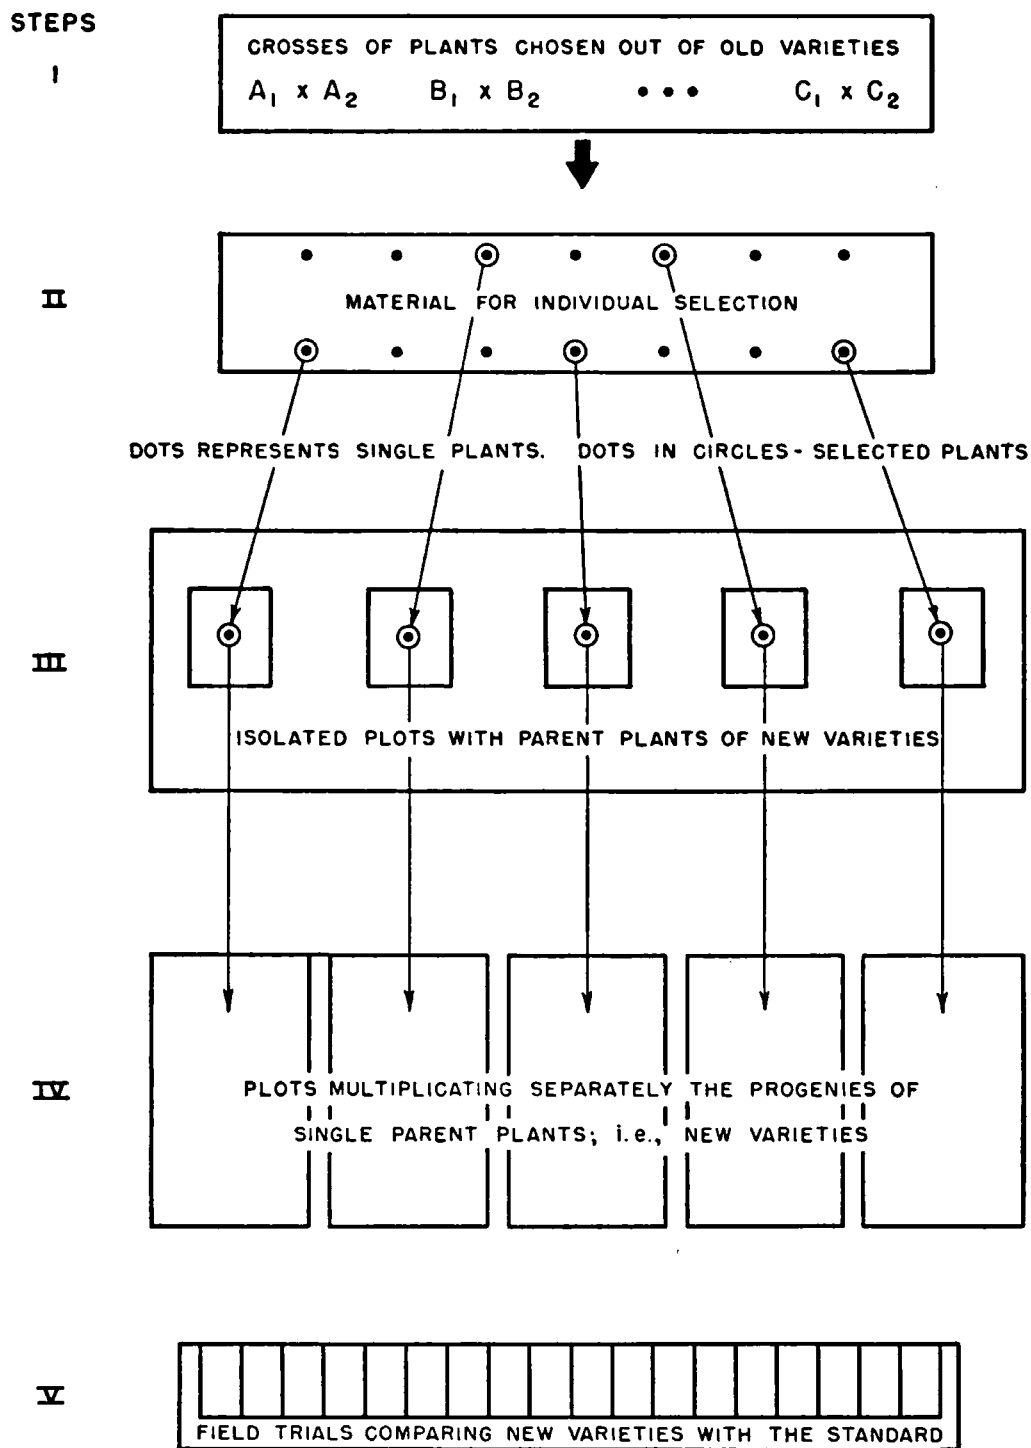 STEPS
I
CROSSES OF PLANTS CHOSEN OUT OF OLD VARIETIES
A₁ x A₂ B₁ x B₂ • • • C₁ x C₂
II
MATERIAL FOR INDIVIDUAL SELECTION
DOTS REPRESENTS SINGLE PLANTS. DOTS IN CIRCLES - SELECTED PLANTS
III
ISOLATED PLOTS WITH PARENT PLANTS OF NEW VARIETIES
IV
PLOTS MULTIPLICATING SEPARATELY THE PROGENIES OF
SINGLE PARENT PLANTS; i.e., NEW VARIETIES
V
FIELD TRIALS COMPARING NEW VARIETIES WITH THE STANDARD